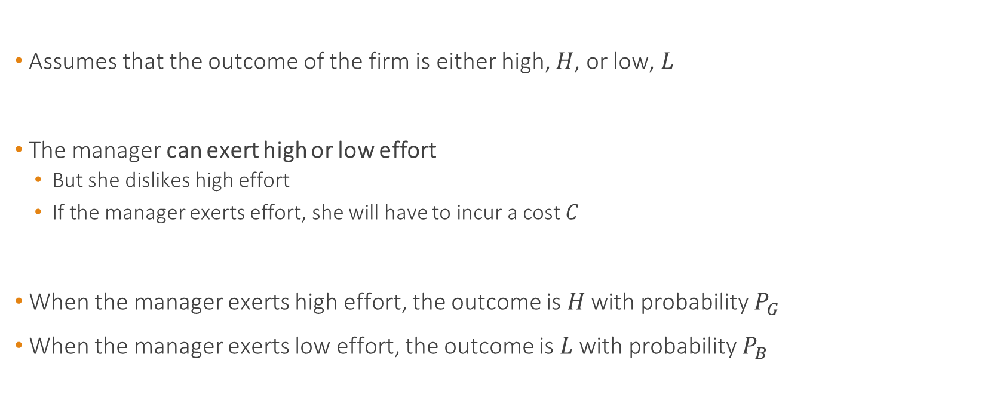 • Assumes that the outcome of the firm is either high, H, or low, L
• The manager can exert high or low effort
• But she dislikes high effort
• If the manager exerts effort, she will have to incur a cost C
• When the manager exerts high effort, the outcome is H with probability P_G
• When the manager exerts low effort, the outcome is L with probability P_B